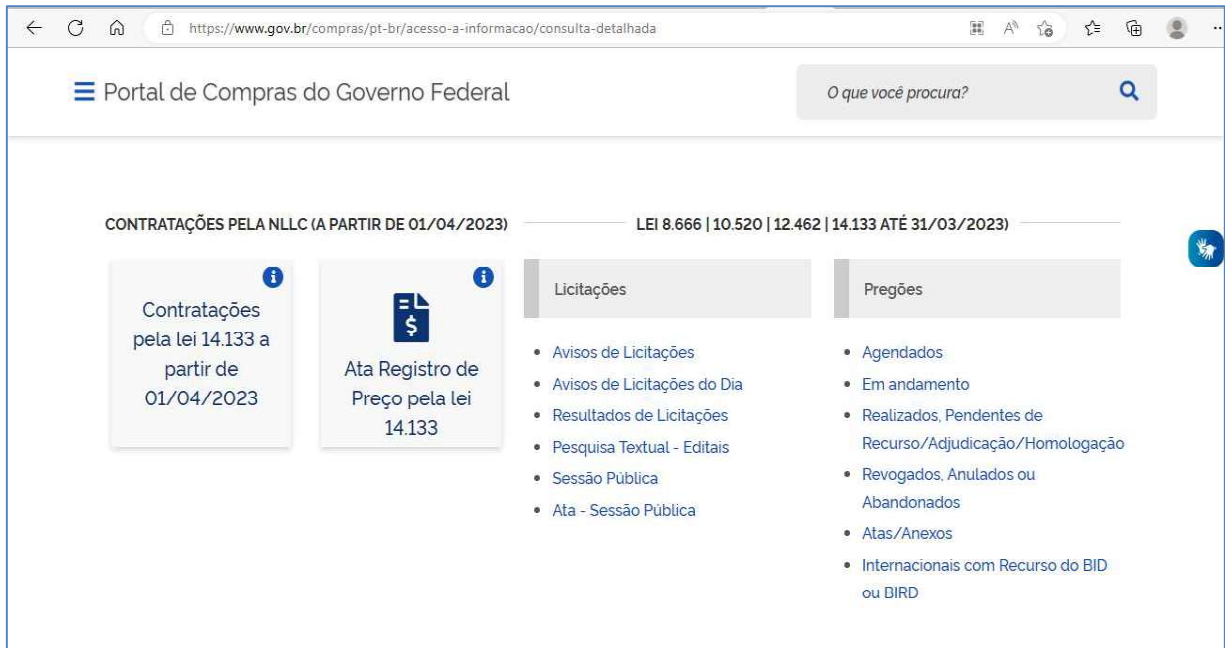 https://www.gov.br/compras/pt-br/acesso-a-informacao/consulta-detalhada
Portal de Compras do Governo Federal
O que você procura?
CONTRATAÇÕES PELA NLLC (A PARTIR DE 01/04/2023)
LEI 8.666 | 10.520 | 12.462 | 14.133 ATÉ 31/03/2023)
Contratações
pela lei 14.133 a
partir de
01/04/2023
Ata Registro de
Preço pela lei
14.133
Licitações
Avisos de Licitações
Avisos de Licitações do Dia
Resultados de Licitações
Pesquisa Textual - Editais
Sessão Pública
Ata - Sessão Pública
Pregões
Agendados
Em andamento
Realizados, Pendentes de
Recurso/Adjudicação/Homologação
Revogados, Anulados ou
Abandonados
Atas/Anexos
Internacionais com Recurso do BID
ou BIRD